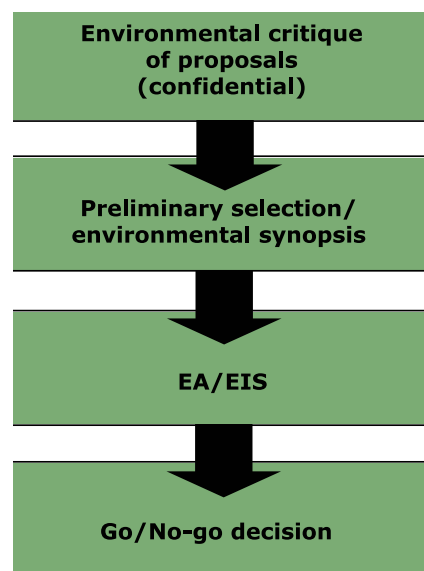 Environmental critique
of proposals
(confidential)
Preliminary selection/
environmental synopsis
EA/EIS
Go/No-go decision